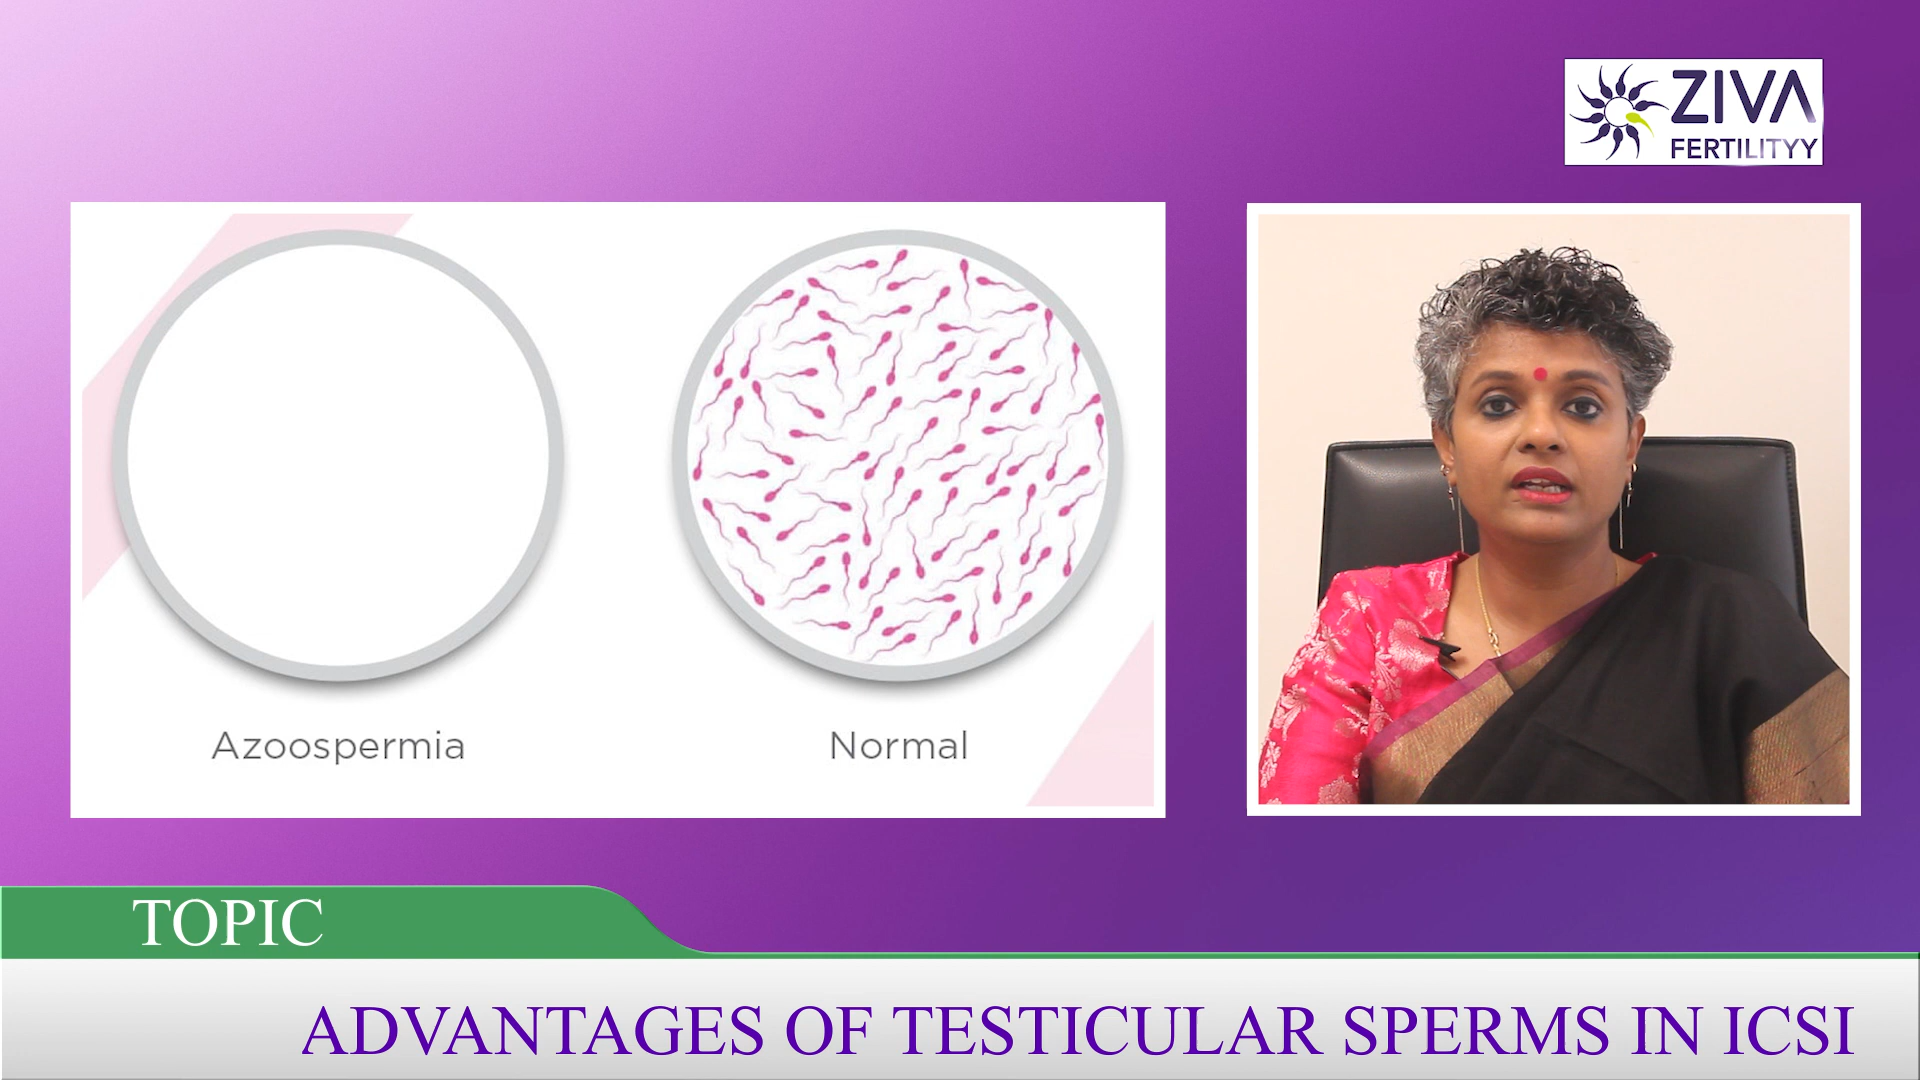 ZIVA
FERTILITYY
Azoospermia
Normal
TOPIC
ADVANTAGES OF TESTICULAR SPERMS IN ICSI